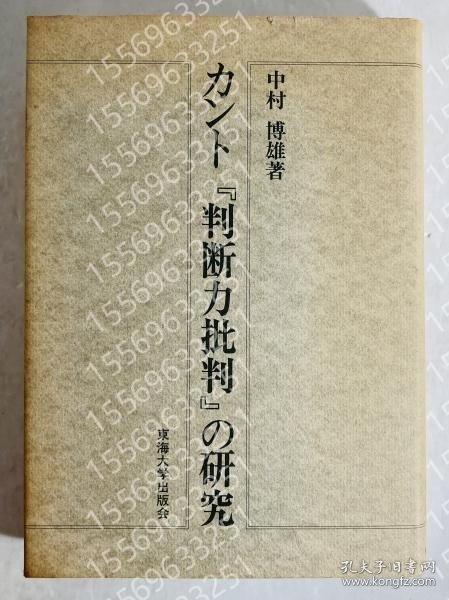 中村 博雄著
カント『判断力批判』の研究
東海大学出版会
15569633251
孔夫子旧书网
www.kongfz.com